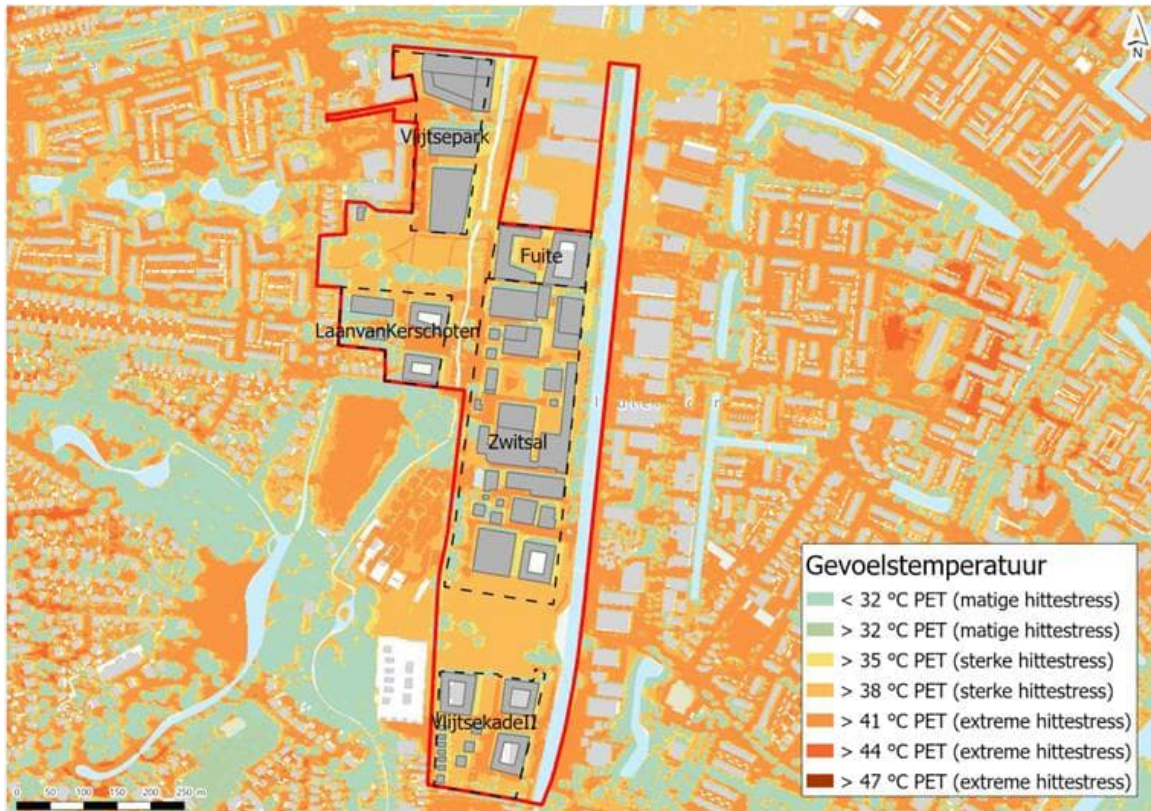 N
Vlijtsepark
Fuite
LaanvanKerschoten
Zwitsal
VlijtsekadeII
Gevoelstemperatuur
< 32 °C PET (matige hittestress)
> 32 °C PET (matige hittestress)
> 35 °C PET (sterke hittestress)
> 38 °C PET (sterke hittestress)
> 41 °C PET (extreme hittestress)
> 44 °C PET (extreme hittestress)
> 47 °C PET (extreme hittestress)
0 50 100 150 200 250 m